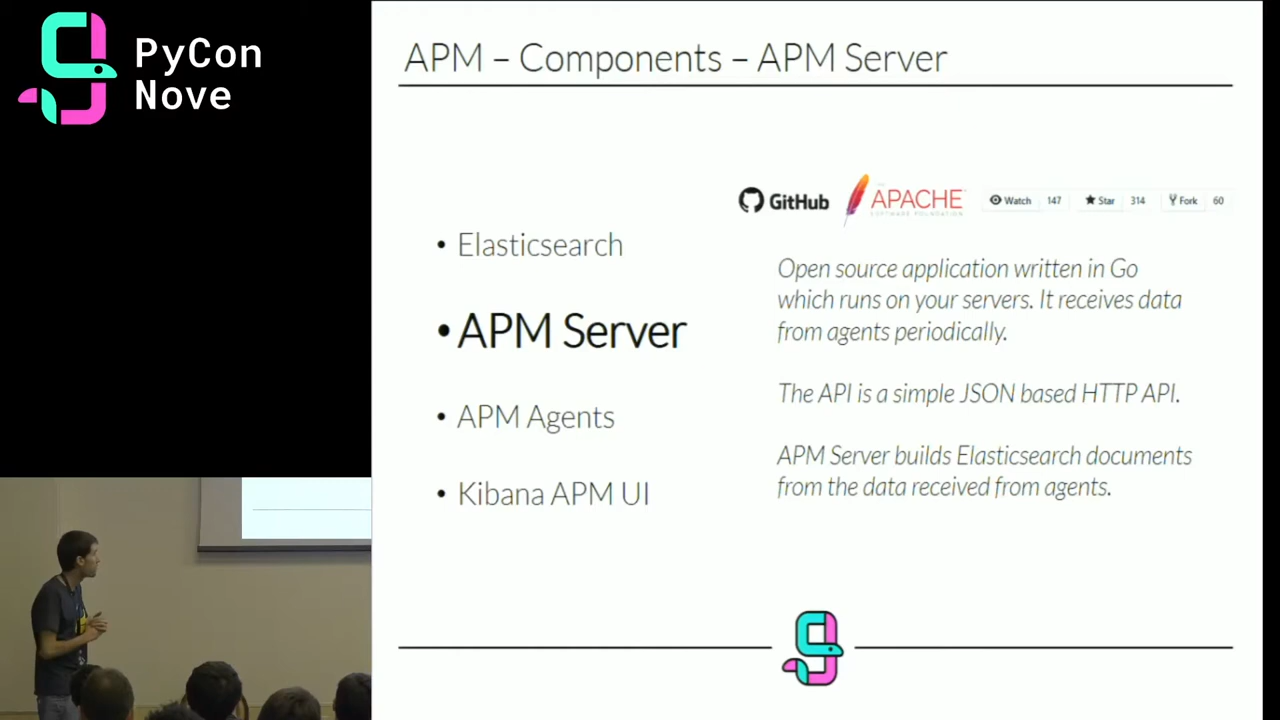 PyCon
Nove
APM – Components – APM Server
GitHub
APACHE
SOFTWARE FOUNDATION
Watch 147
Star 314
Fork 60
• Elasticsearch
• APM Server
• APM Agents
• Kibana APM UI
Open source application written in Go
which runs on your servers. It receives data
from agents periodically.
The API is a simple JSON based HTTP API.
APM Server builds Elasticsearch documents
from the data received from agents.